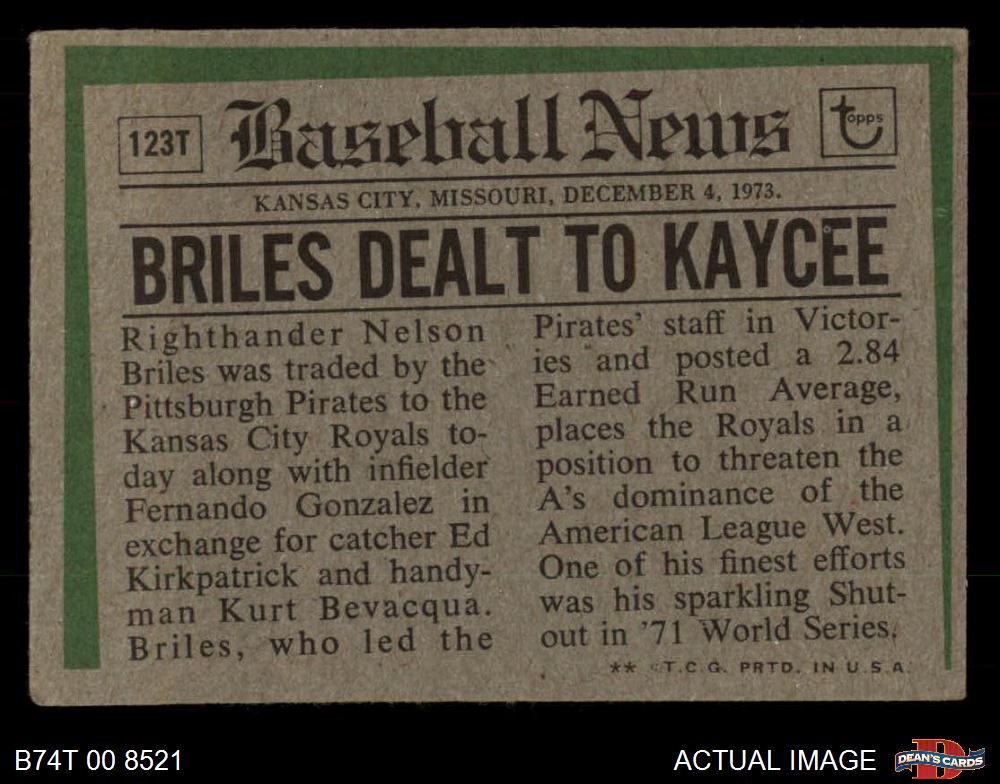 123T
Baseball News
topps
KANSAS CITY, MISSOURI, DECEMBER 4, 1973.
BRILES DEALT TO KAYCEE
Righthander Nelson
Briles was traded by the
Pittsburgh Pirates to the
Kansas City Royals to-
day along with infielder
Fernando Gonzalez in
exchange for catcher Ed
Kirkpatrick and handy-
man Kurt Bevacqua.
Briles, who led the
Pirates' staff in Victor-
ies and posted a 2.84
Earned Run Average,
places the Royals in a
position to threaten the
A's dominance of the
American League West.
One of his finest efforts
was his sparkling Shut-
out in '71 World Series.
** ©T.C.G. PRTD. IN U.S.A.
B74T 00 8521
ACTUAL IMAGE
D
DEAN'S CARDS